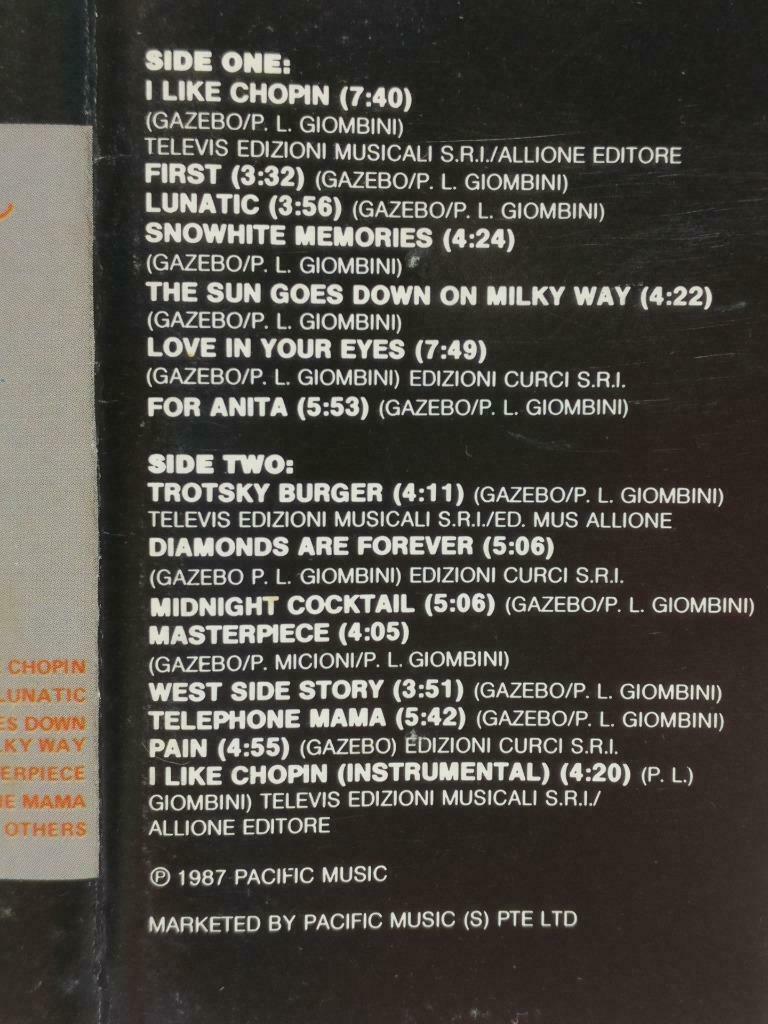 SIDE ONE:
I LIKE CHOPIN (7:40)
(GAZEBO/P. L. GIOMBINI)
TELEVIS EDIZIONI MUSICALI S.R.I./ALLIONE EDITORE
FIRST (3:32) (GAZEBO/P. L. GIOMBINI)
LUNATIC (3:56) (GAZEBO/P. L. GIOMBINI)
SNOWHITE MEMORIES (4:24)
(GAZEBO/P. L. GIOMBINI)
THE SUN GOES DOWN ON MILKY WAY (4:22)
(GAZEBO/P. L. GIOMBINI)
LOVE IN YOUR EYES (7:49)
(GAZEBO/P. L. GIOMBINI) EDIZIONI CURCI S.R.I.
FOR ANITA (5:53) (GAZEBO/P. L. GIOMBINI)
SIDE TWO:
TROTSKY BURGER (4:11) (GAZEBO/P. L. GIOMBINI)
TELEVIS EDIZIONI MUSICALI S.R.I./ED. MUS ALLIONE
DIAMONDS ARE FOREVER (5:06)
(GAZEBO P. L. GIOMBINI) EDIZIONI CURCI S.R.I.
MIDNIGHT COCKTAIL (5:06) (GAZEBO/P. L. GIOMBINI)
MASTERPIECE (4:05)
(GAZEBO/P. MICIONI/P. L. GIOMBINI)
WEST SIDE STORY (3:51) (GAZEBO/P. L. GIOMBINI)
TELEPHONE MAMA (5:42) (GAZEBO/P. L. GIOMBINI)
PAIN (4:55) (GAZEBO) EDIZIONI CURCI S.R.I.
I LIKE CHOPIN (INSTRUMENTAL) (4:20) (P. L.)
GIOMBINI) TELEVIS EDIZIONI MUSICALI S.R.I./
ALLIONE EDITORE
℗ 1987 PACIFIC MUSIC
MARKETED BY PACIFIC MUSIC (S) PTE LTD
CHOPIN
LUNATIC
ES DOWN
KY WAY
ERPIECE
E MAMA
OTHERS